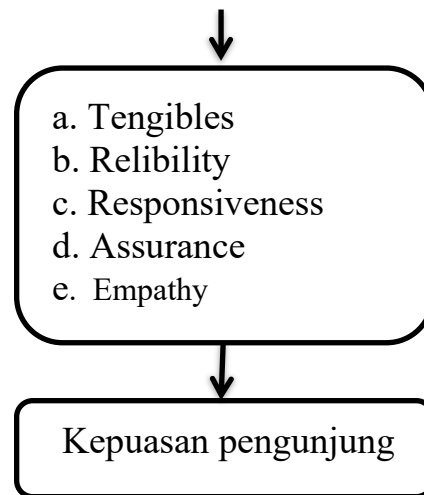 a. Tengibles
b. Relibility
c. Responsiveness
d. Assurance
e. Empathy
Kepuasan pengunjung